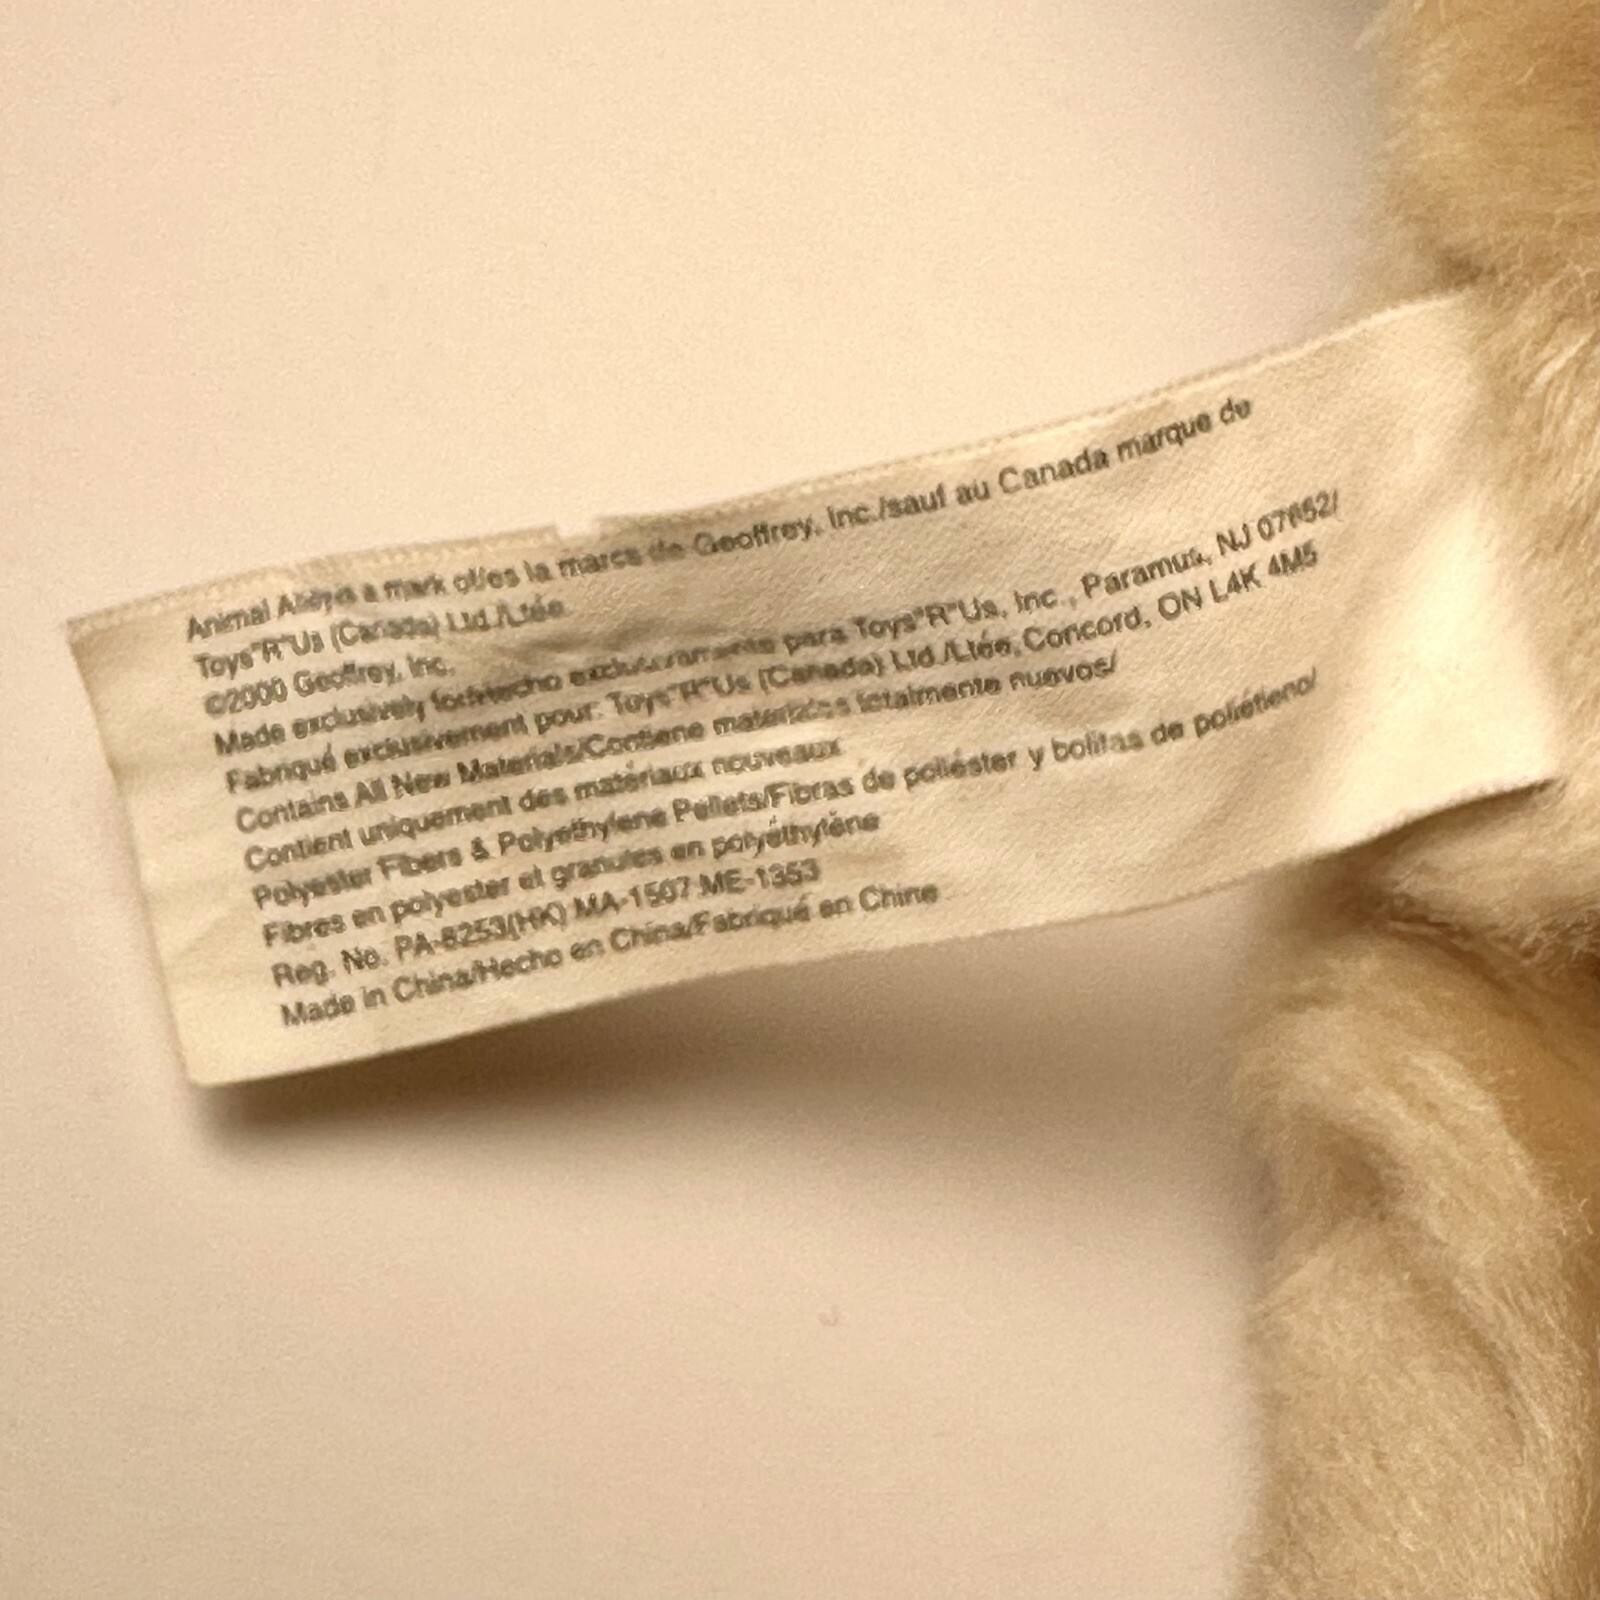 Animal Alley is a mark of/es la marca de Geoffrey, Inc./sauf au Canada marque de
Toys"R"Us (Canada) Ltd./Ltée
©2000 Geoffrey, Inc.
Made exclusively for/Hecho exclusivamente para Toys"R"Us, Inc., Paramus, NJ 07652/
Fabriqué exclusivement pour: Toys"R"Us (Canada) Ltd./Ltée, Concord, ON L4K 4M5
Contains All New Materials/Contiene materiales totalmente nuevos/
Contient uniquement des matériaux nouveaux
Polyester Fibers & Polyethylene Pellets/Fibras de poliéster y bolitas de polietieno/
Fibres en polyester et granules en polyéthylène
Reg. No. PA-8253(HK) MA-1507 ME-1353
Made in China/Hecho en China/Fabriqué en Chine